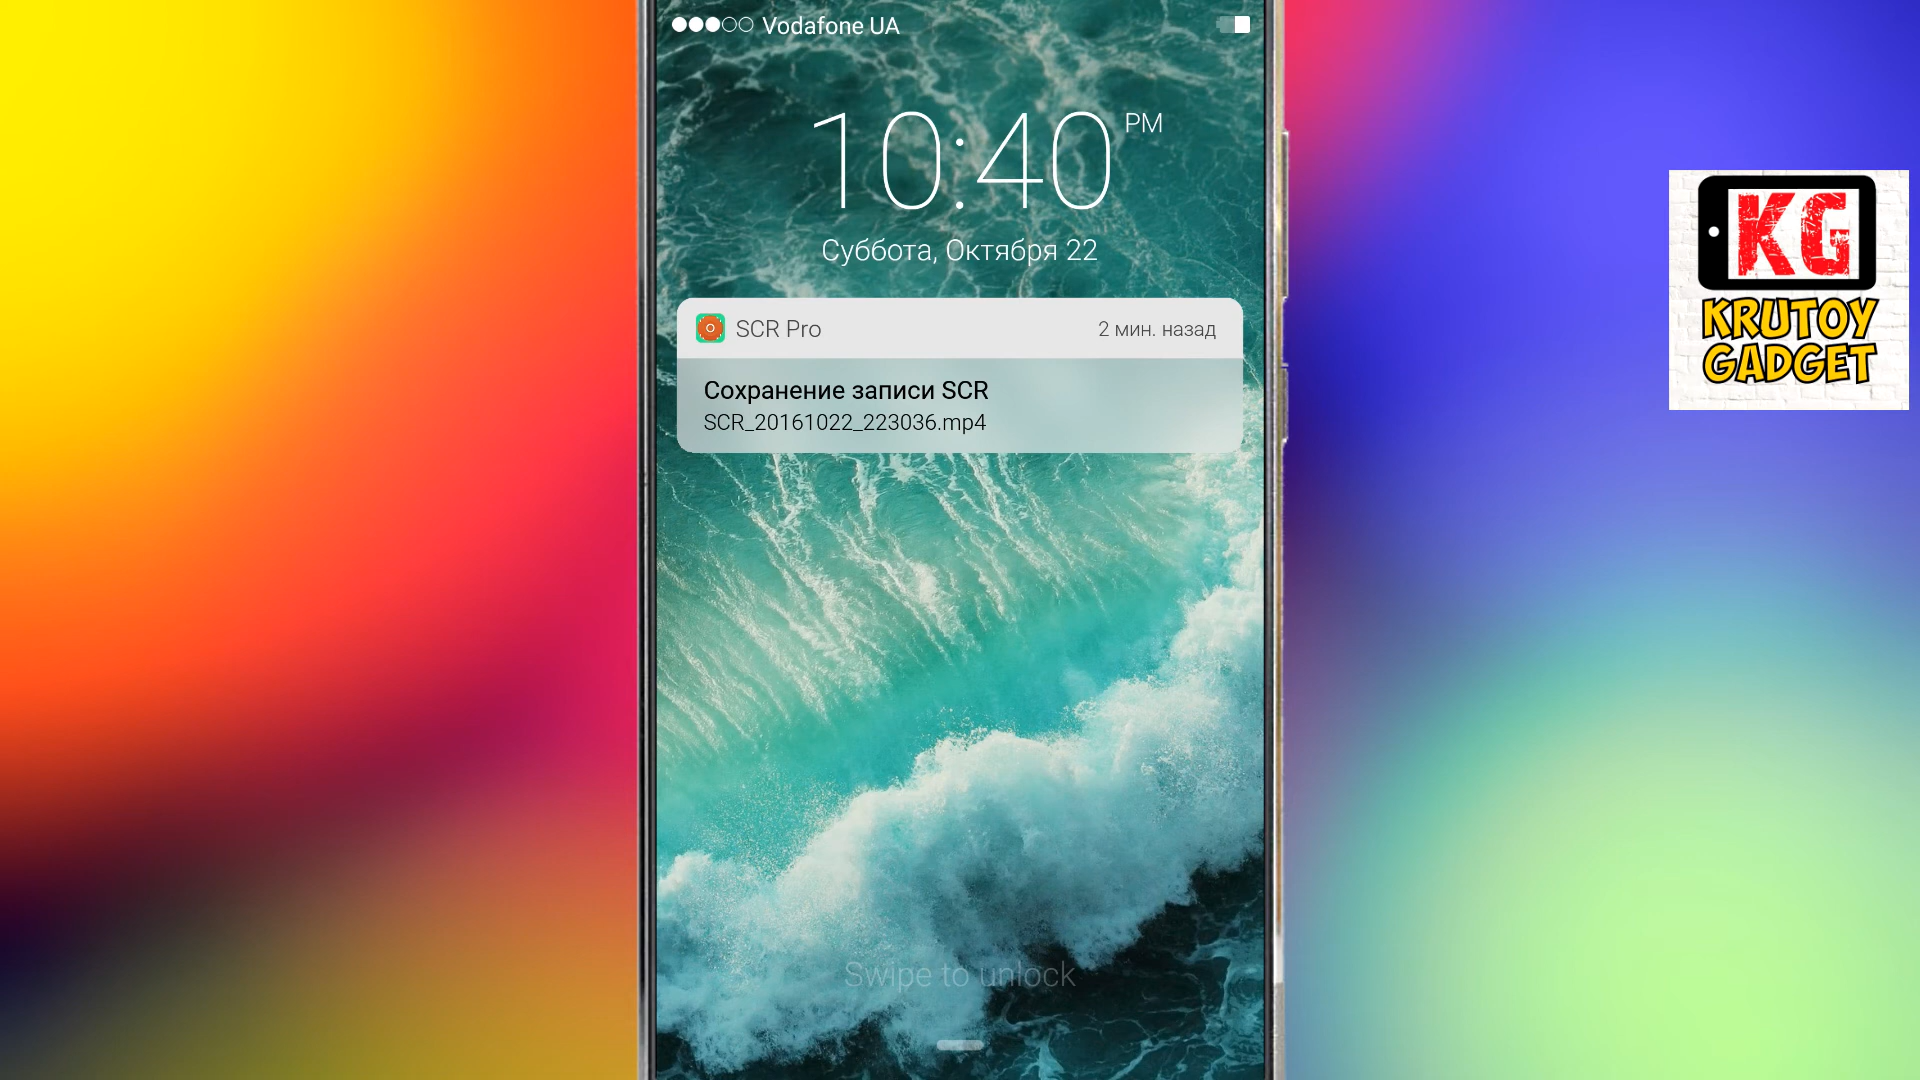 Vodafone UA
10:40 PM
Суббота, Октября 22
SCR Pro
2 мин. назад
Сохранение записи SCR
SCR_20161022_223036.mp4
Swipe to unlock
KG
KRUTOY
GADGET